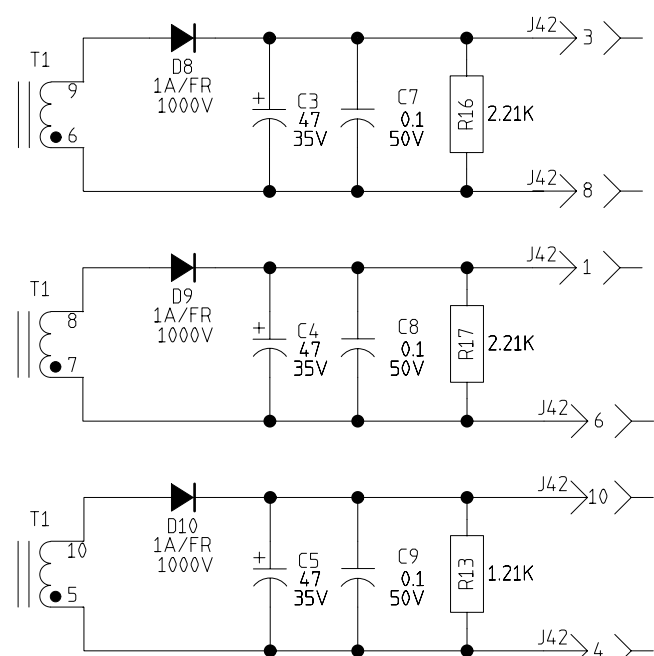 J42 3
T1
9
D8
1A/FR
1000V
+
C3
47
35V
C7
0.1
50V
R16
2.21K
6
J42 8
J42 1
T1
8
D9
1A/FR
1000V
+
C4
47
35V
C8
0.1
50V
R17
2.21K
7
J42 6
J42 10
T1
10
D10
1A/FR
1000V
+
C5
47
35V
C9
0.1
50V
R13
1.21K
5
J42 4